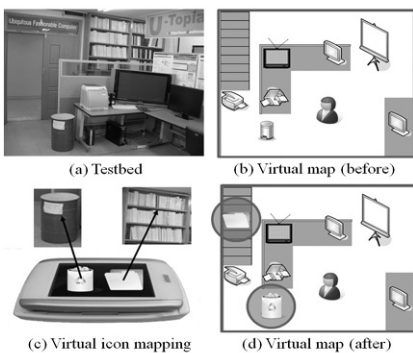 Ubiquitous Fashionable Computer
U-Topia
(a) Testbed
(b) Virtual map (before)
(c) Virtual icon mapping
(d) Virtual map (after)